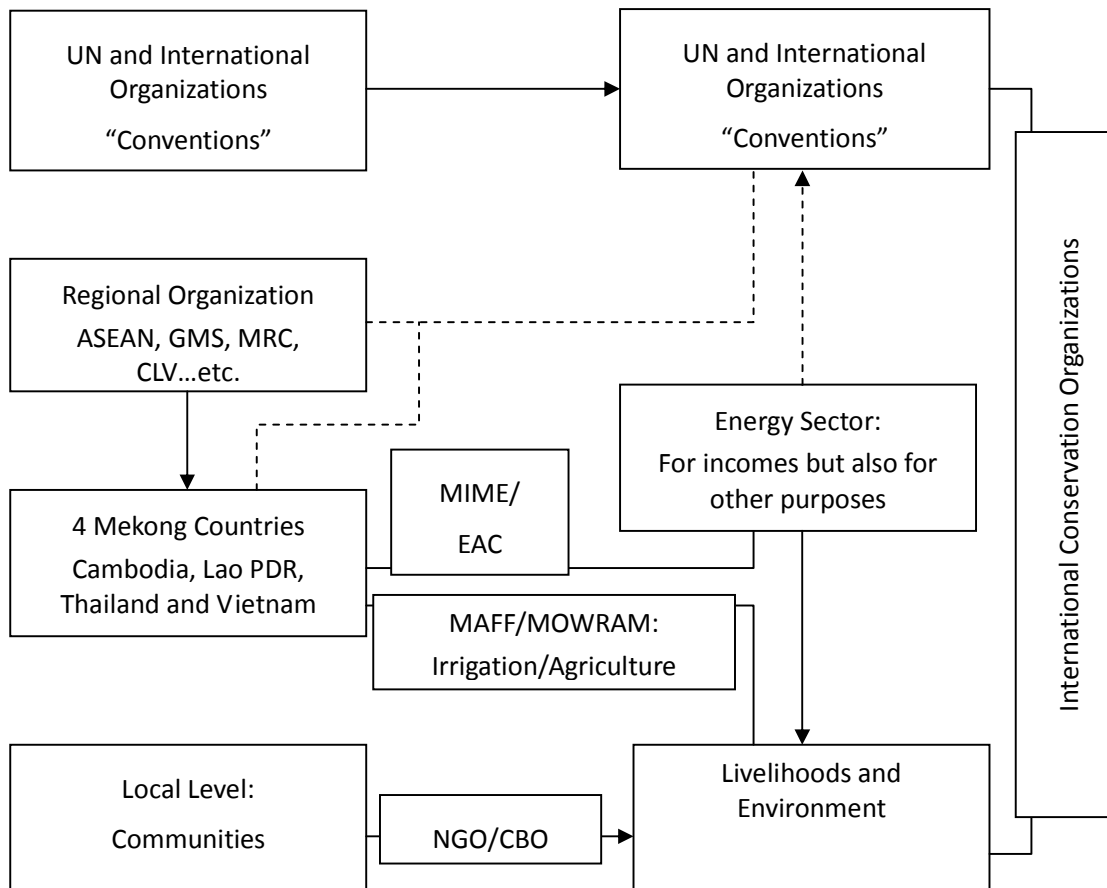 UN and International
Organizations
“Conventions”
UN and International
Organizations
“Conventions”
Regional Organization
ASEAN, GMS, MRC,
CLV...etc.
Energy Sector:
For incomes but also for
other purposes
4 Mekong Countries
Cambodia, Lao PDR,
Thailand and Vietnam
MIME/
EAC
MAFF/MOWRAM:
Irrigation/Agriculture
Local Level:
Communities
NGO/CBO
Livelihoods and
Environment
International Conservation Organizations